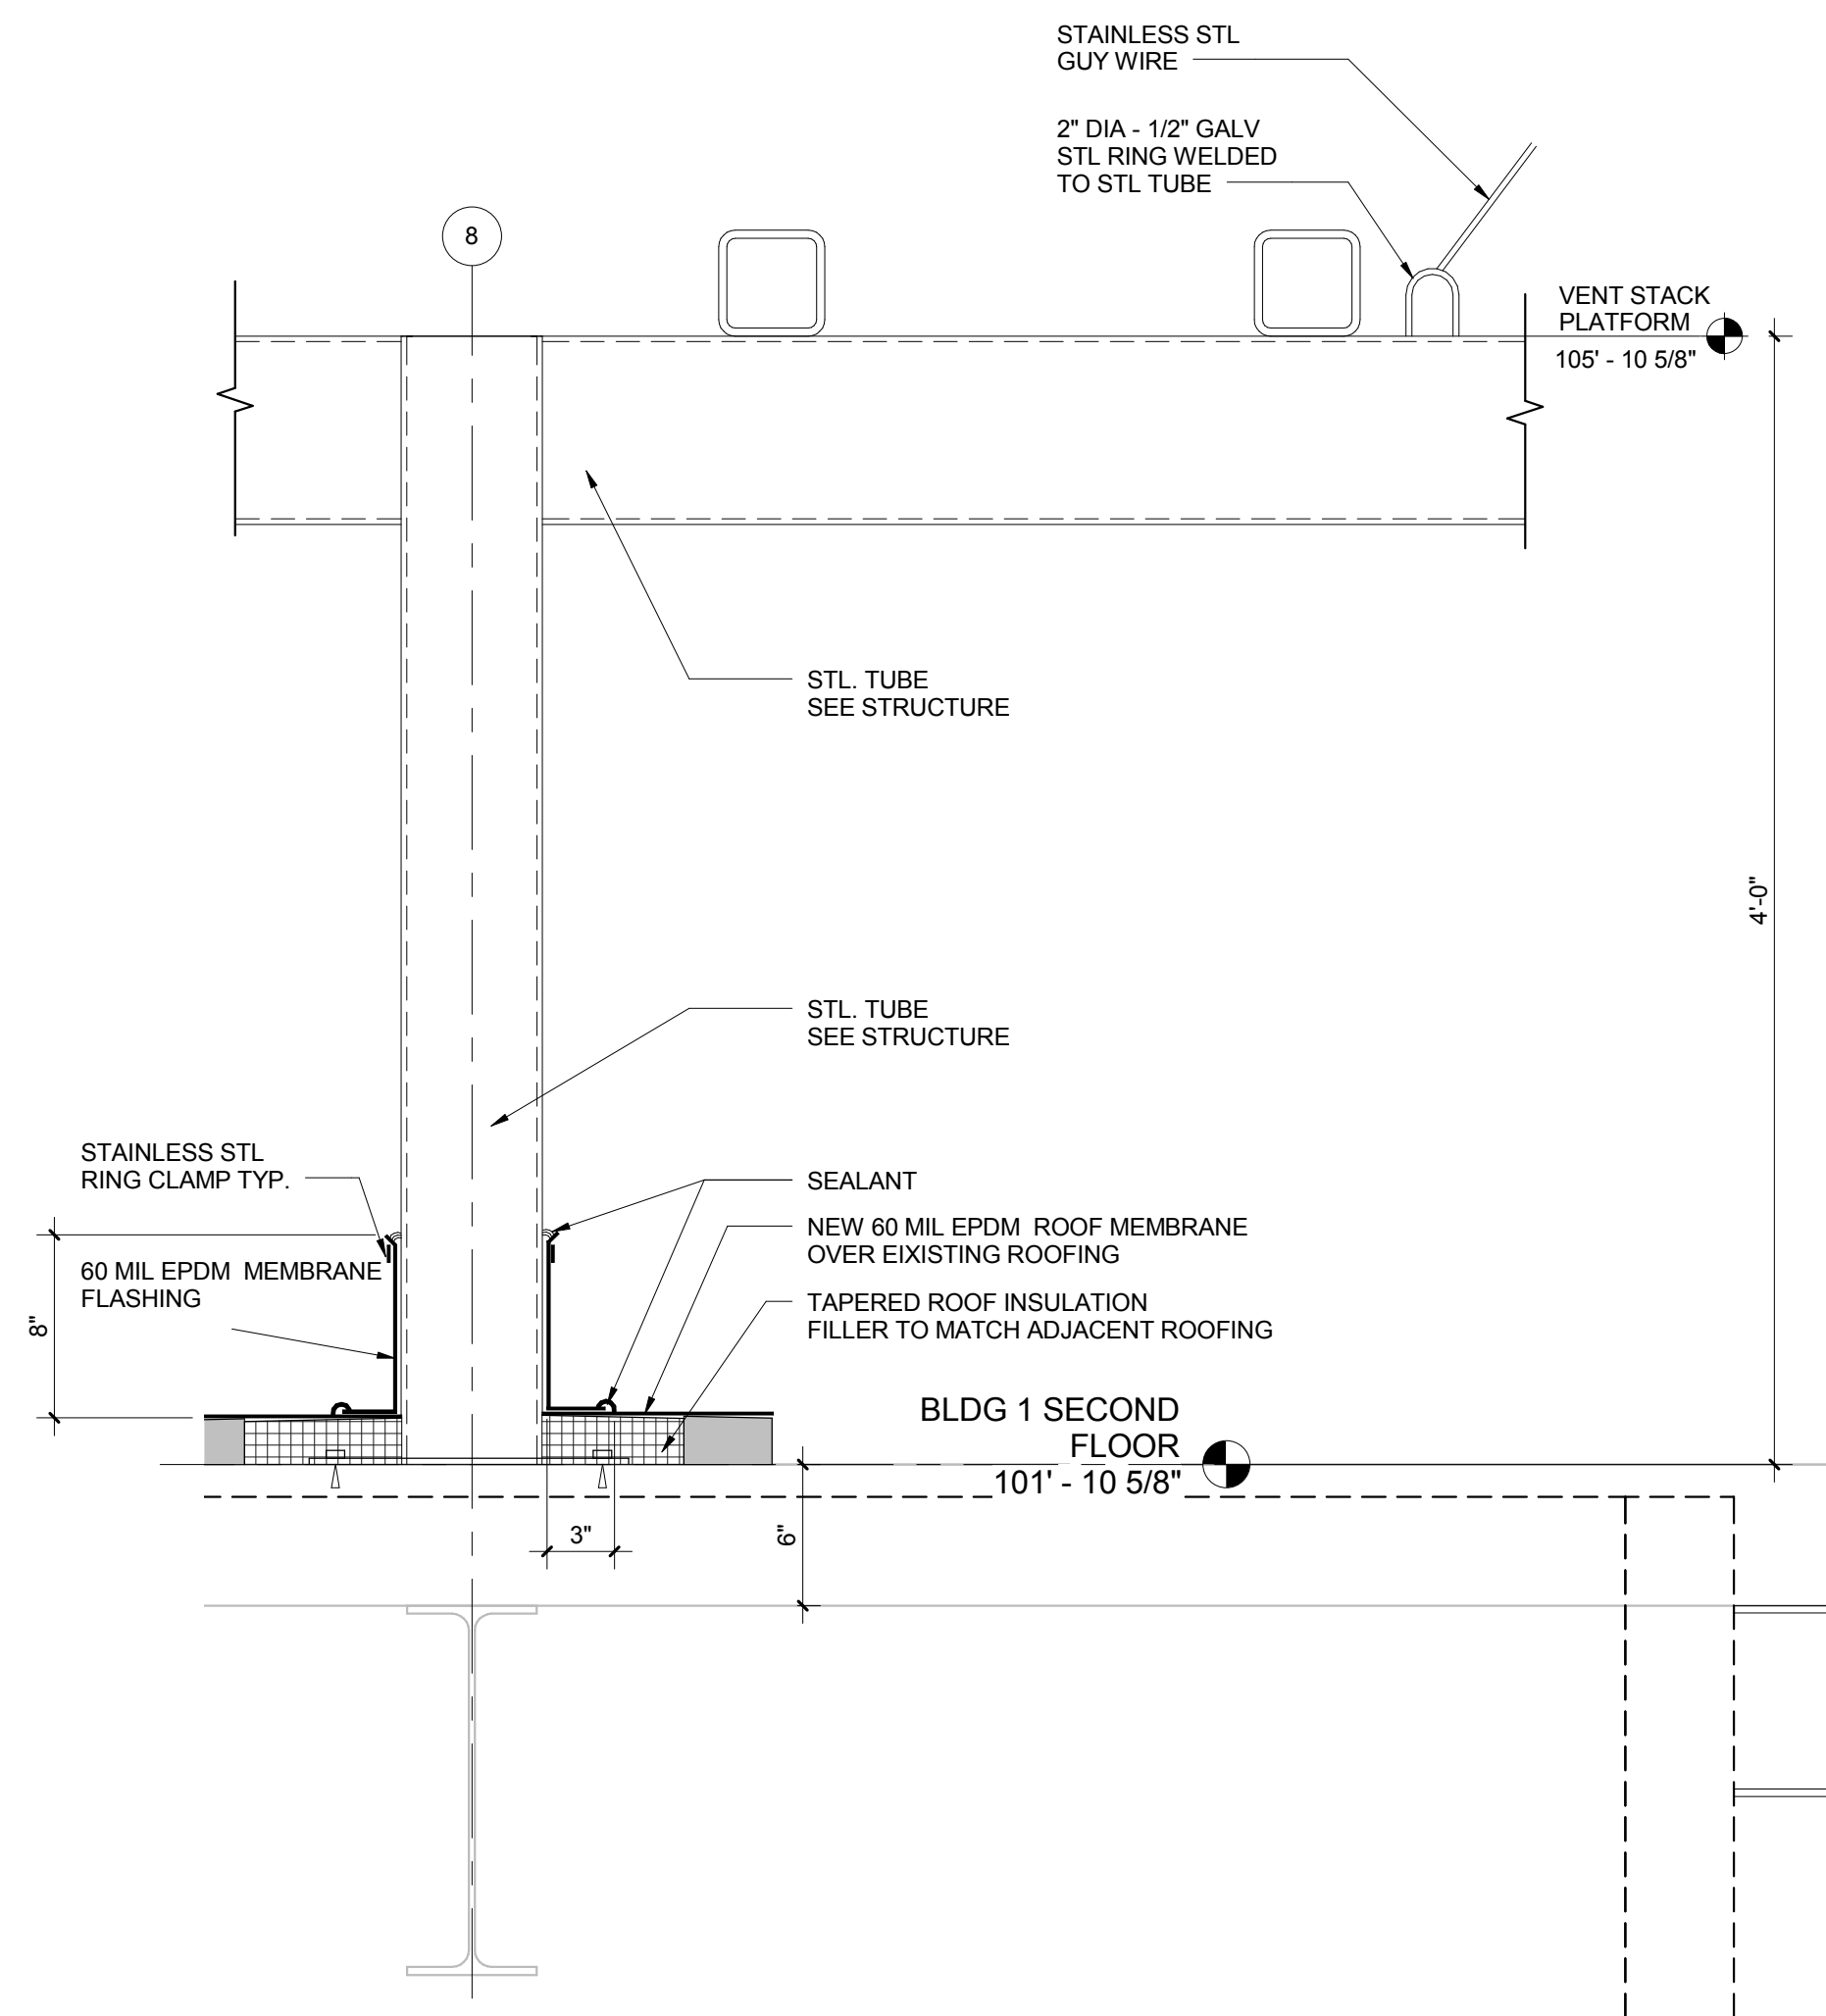 STAINLESS STL
GUY WIRE
2" DIA - 1/2" GALV
STL RING WELDED
TO STL TUBE
8
VENT STACK
PLATFORM
105' - 10 5/8"
STL. TUBE
SEE STRUCTURE
4'-0"
STL. TUBE
SEE STRUCTURE
STAINLESS STL
RING CLAMP TYP.
SEALANT
NEW 60 MIL EPDM  ROOF MEMBRANE
OVER EIXISTING ROOFING
60 MIL EPDM  MEMBRANE
FLASHING
TAPERED ROOF INSULATION
FILLER TO MATCH ADJACENT ROOFING
8"
BLDG 1 SECOND
FLOOR
101' - 10 5/8"
3"
6"